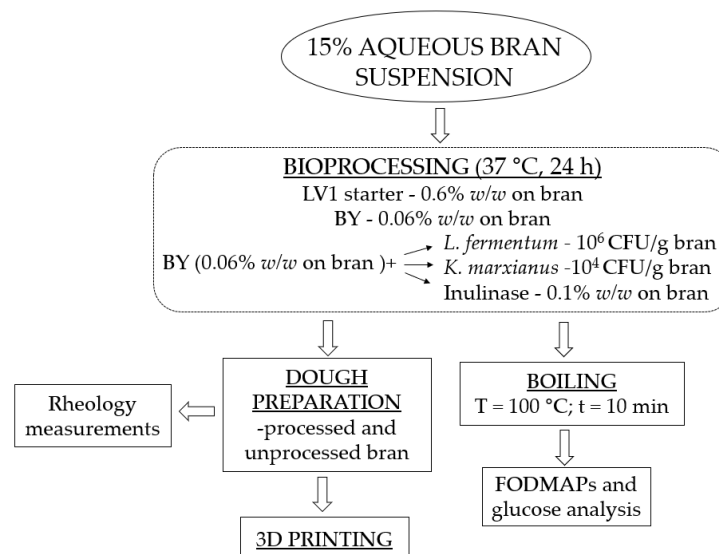 15% AQUEOUS BRAN
SUSPENSION
BIOPROCESSING (37 °C, 24 h)
LV1 starter - 0.6% w/w on bran
BY - 0.06% w/w on bran
BY (0.06% w/w on bran )+
L. fermentum - 10⁶ CFU/g bran
K. marxianus -10⁴ CFU/g bran
Inulinase - 0.1% w/w on bran
Rheology
measurements
DOUGH
PREPARATION
-processed and
unprocessed bran
BOILING
T = 100 °C; t = 10 min
3D PRINTING
FODMAPs and
glucose analysis